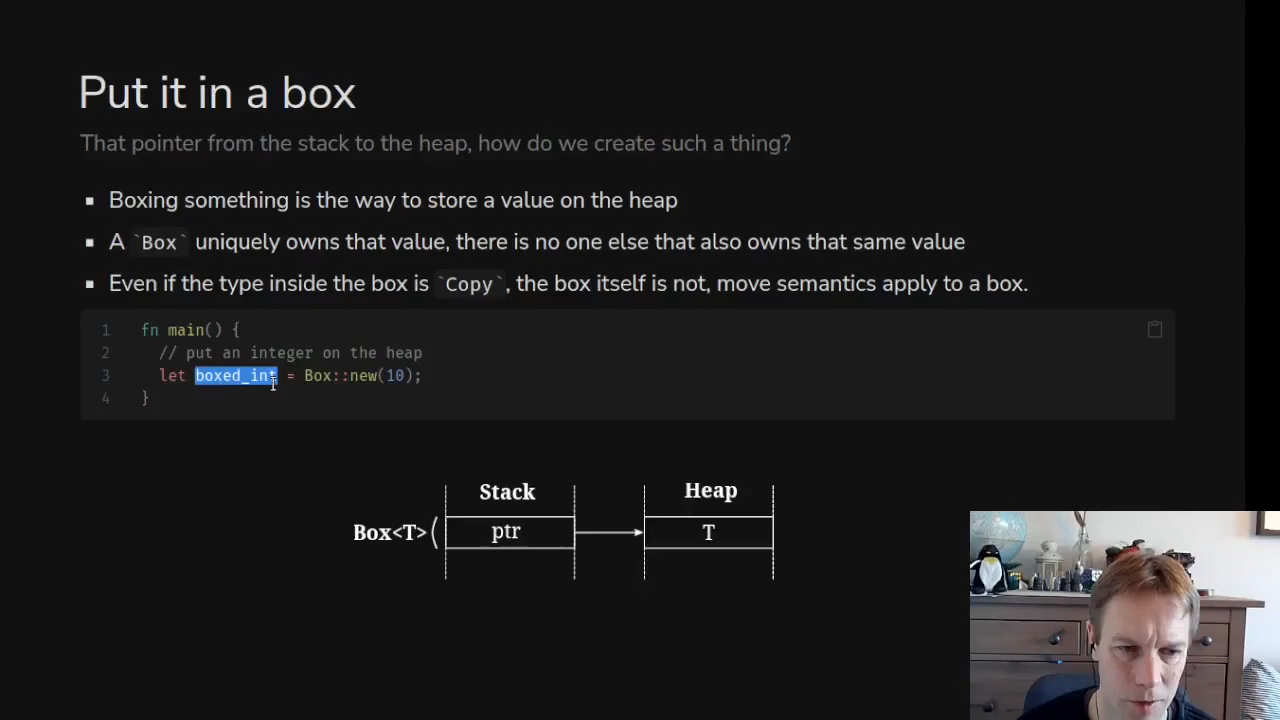 Put it in a box
That pointer from the stack to the heap, how do we create such a thing?
▪ Boxing something is the way to store a value on the heap
▪ A `Box` uniquely owns that value, there is no one else that also owns that same value
▪ Even if the type inside the box is `Copy`, the box itself is not, move semantics apply to a box.
1 fn main() {
2 // put an integer on the heap
3 let boxed_int = Box::new(10);
4 }
Stack Heap
Box<T>( ptr T